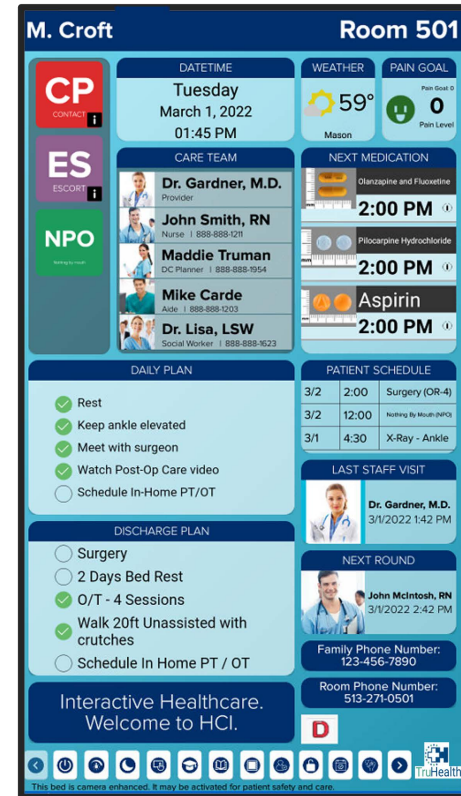 M. Croft
Room 501
CP
CONTACT
i
ES
ESCORT
i
NPO
Nothing by mouth
DATETIME
Tuesday
March 1, 2022
01:45 PM
WEATHER
59°
Mason
PAIN GOAL
Pain Goal: 0
0
Pain Level
CARE TEAM
Dr. Gardner, M.D.
Provider
John Smith, RN
Nurse | 888-888-1211
Maddie Truman
DC Planner | 888-888-1954
Mike Carde
Aide | 888-888-1203
Dr. Lisa, LSW
Social Worker | 888-888-1623
NEXT MEDICATION
Olanzapine and Fluoxetine
mm
2:00 PM
Pilocarpine Hydrochloride
mm
2:00 PM
Aspirin
mm
2:00 PM
DAILY PLAN
Rest
Keep ankle elevated
Meet with surgeon
Watch Post-Op Care video
Schedule In-Home PT/OT
PATIENT SCHEDULE
3/2 2:00 Surgery (OR-4)
3/2 12:00 Nothing By Mouth (NPO)
3/1 4:30 X-Ray - Ankle
LAST STAFF VISIT
Dr. Gardner, M.D.
3/1/2022 1:42 PM
DISCHARGE PLAN
Surgery
2 Days Bed Rest
O/T - 4 Sessions
Walk 20ft Unassisted with
crutches
Schedule In Home PT / OT
NEXT ROUND
John McIntosh, RN
3/1/2022 2:42 PM
Family Phone Number:
123-456-7890
Room Phone Number:
513-271-0501
Interactive Healthcare.
Welcome to HCI.
D
TruHealth
This bed is camera enhanced. It may be activated for patient safety and care.